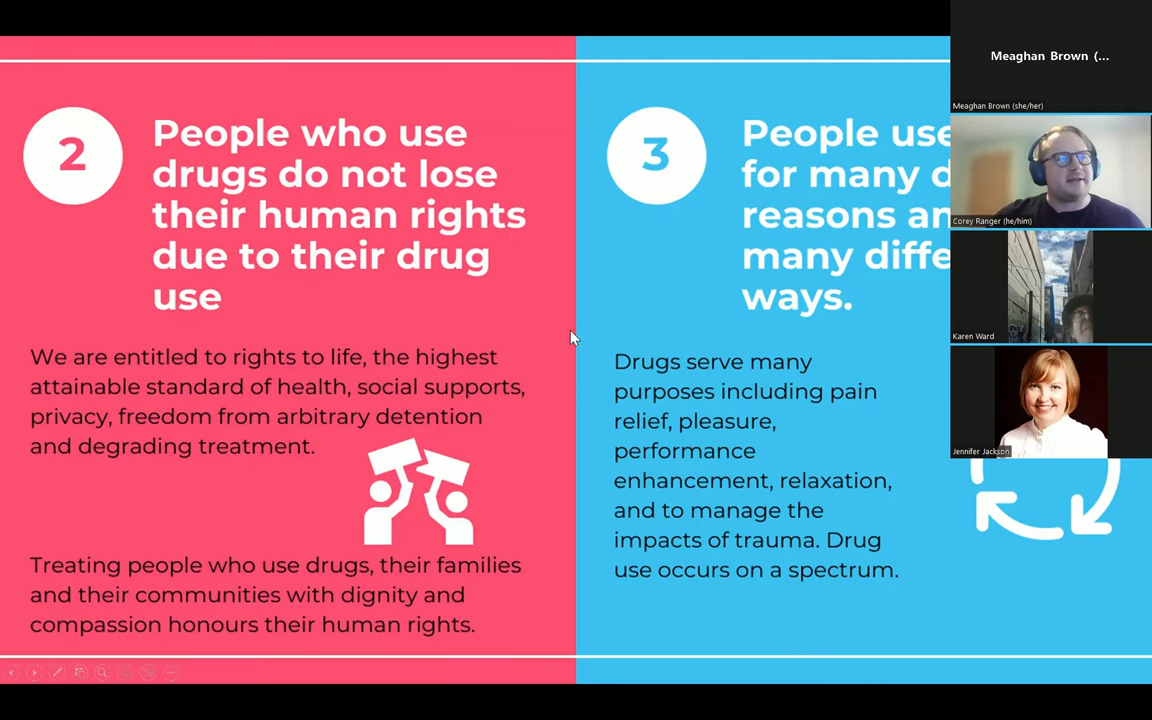 2
People who use
drugs do not lose
their human rights
due to their drug
use
We are entitled to rights to life, the highest
attainable standard of health, social supports,
privacy, freedom from arbitrary detention
and degrading treatment.
Treating people who use drugs, their families
and their communities with dignity and
compassion honours their human rights.
3
People use
for many d
reasons an
many diffe
ways.
Drugs serve many
purposes including pain
relief, pleasure,
performance
enhancement, relaxation,
and to manage the
impacts of trauma. Drug
use occurs on a spectrum.
Meaghan Brown (...
Meaghan Brown (she/her)
Corey Ranger (he/him)
Karen Ward
Jennifer Jackson